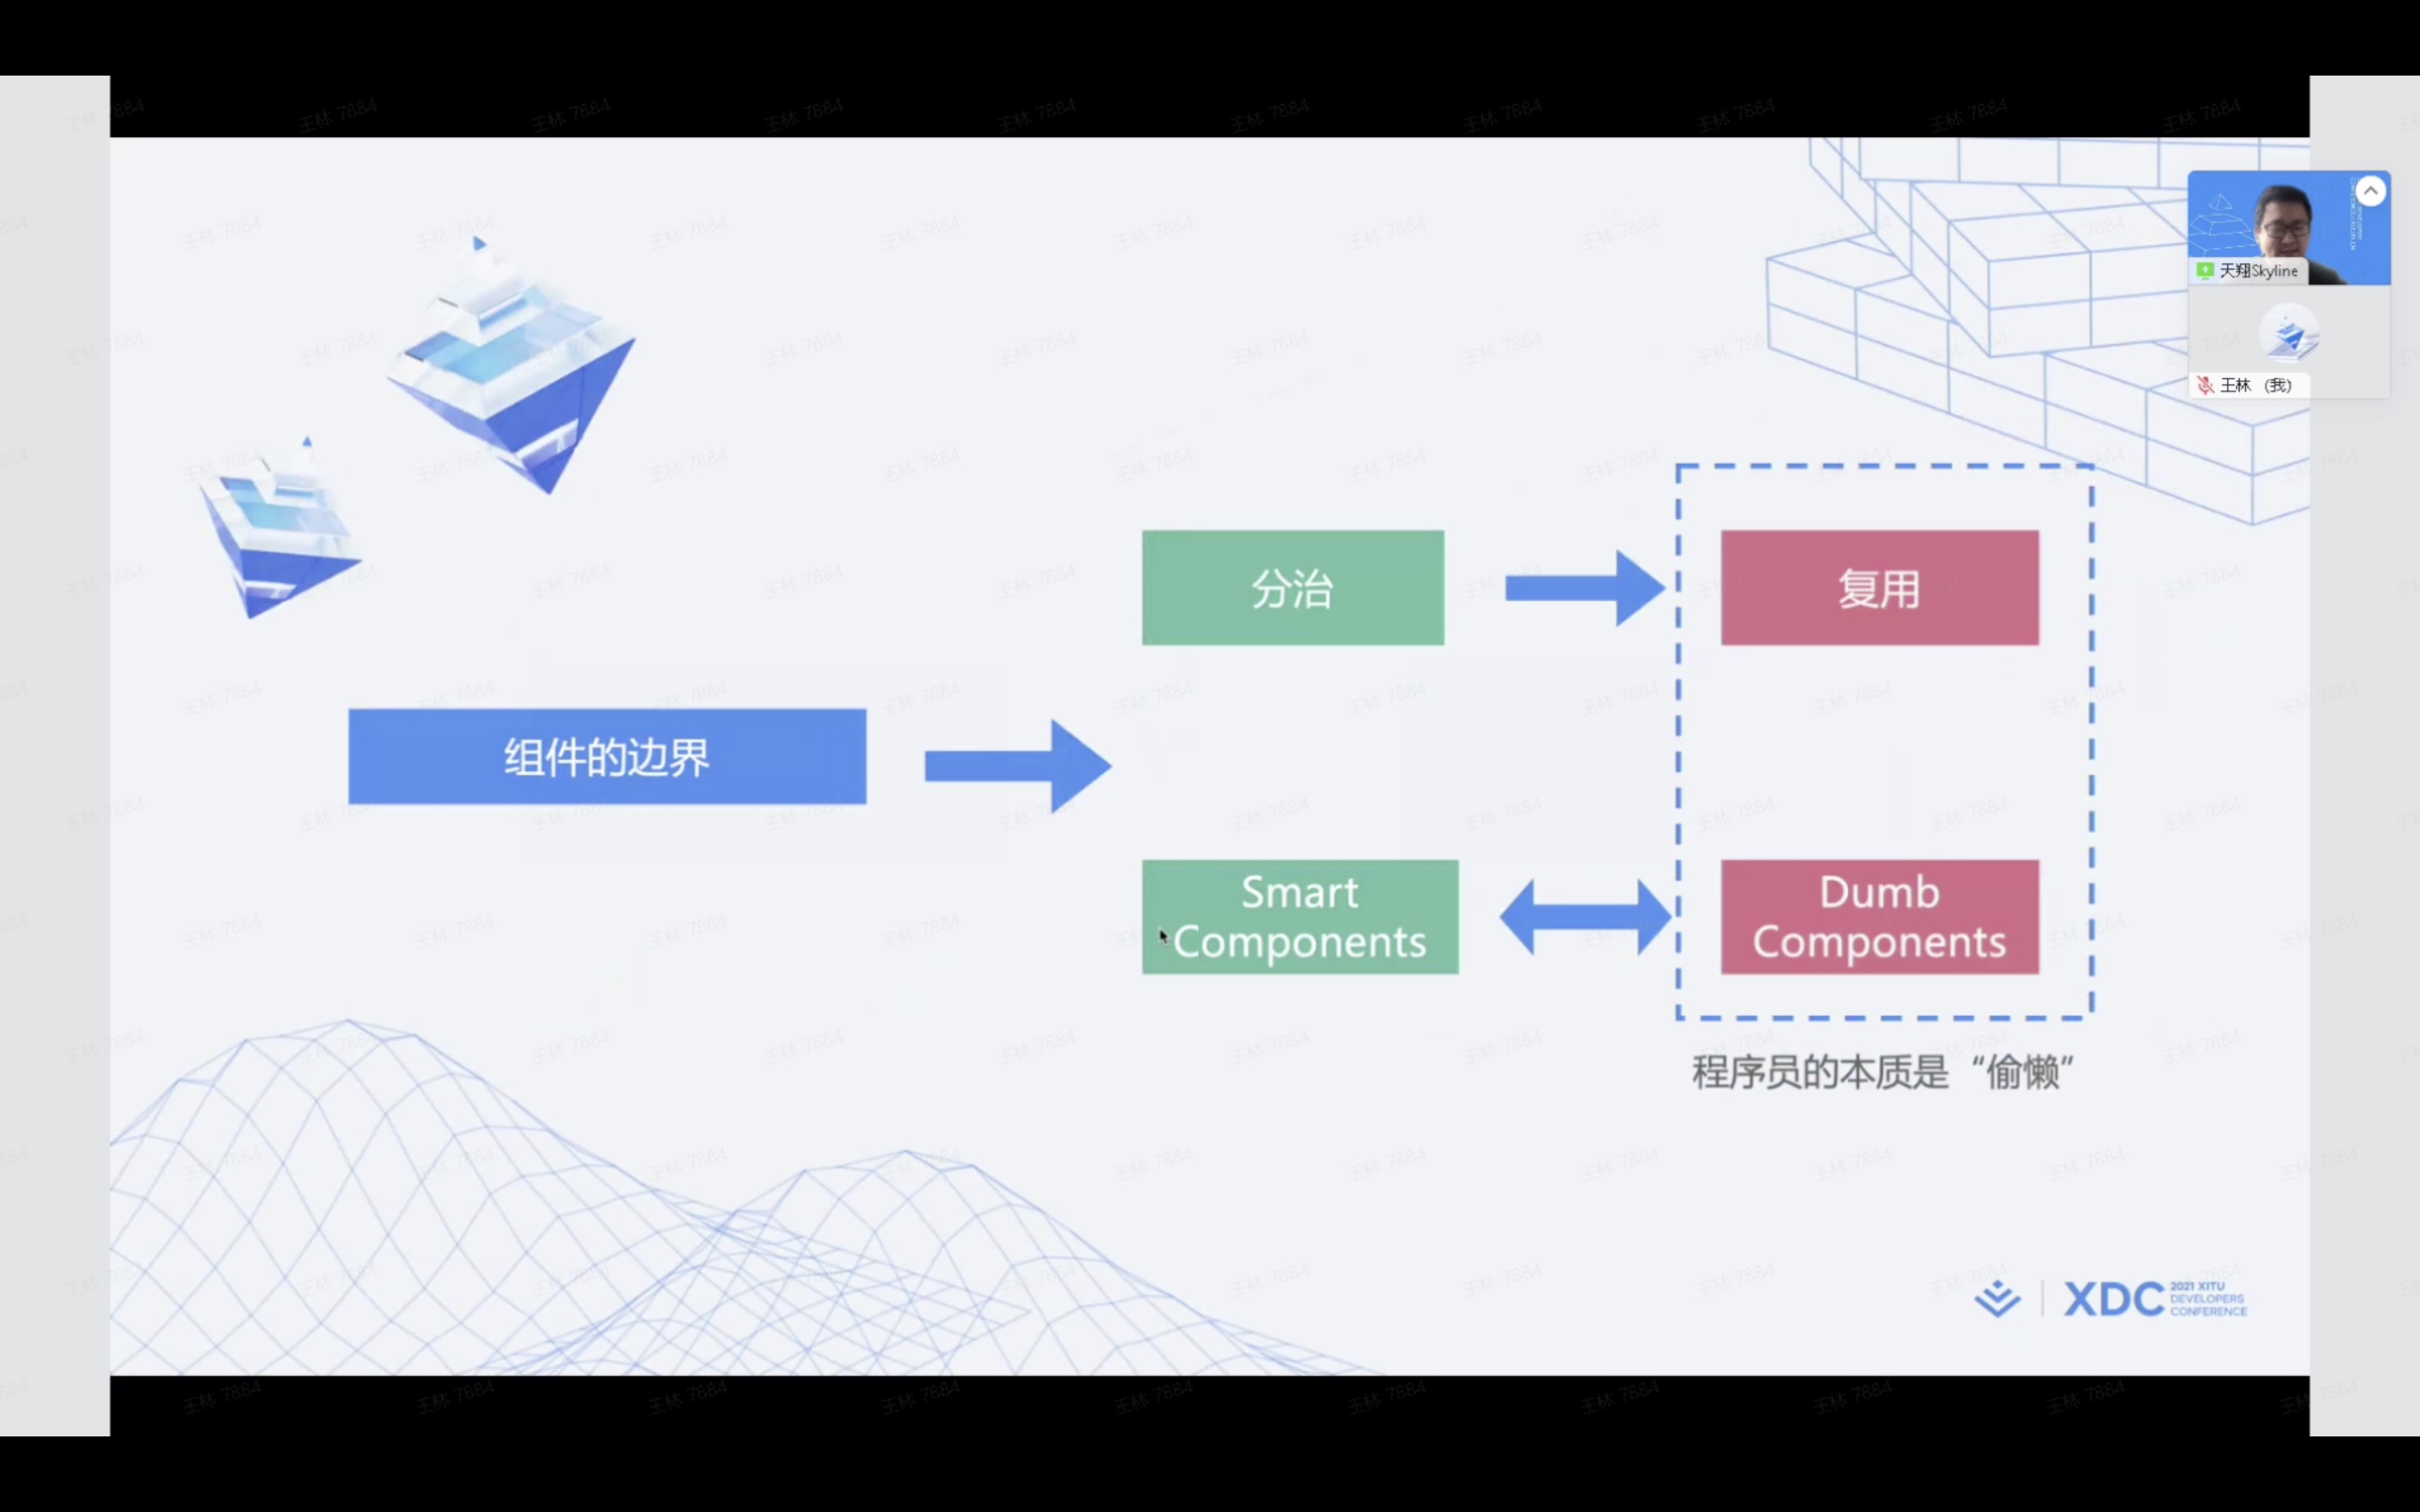 天翔Skyline
王林 （我）
分治
复用
组件的边界
Smart
Components
Dumb
Components
程序员的本质是“偷懒”
XDC
2021 XITU
DEVELOPERS
CONFERENCE
王林 7884